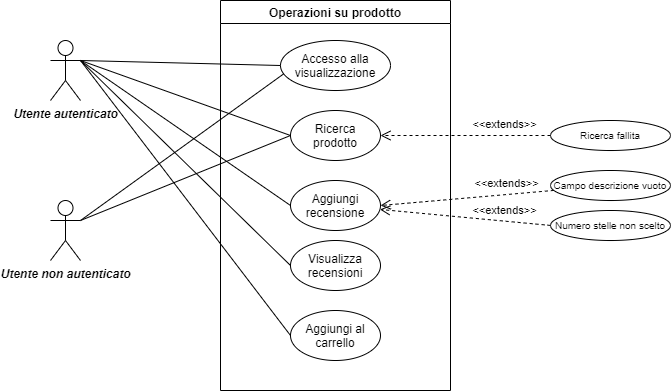 Operazioni su prodotto
Accesso alla
visualizzazione
Utente autenticato
Ricerca
prodotto
<<extends>>
Ricerca fallita
Aggiungi
recensione
<<extends>>
Campo descrizione vuoto
<<extends>>
Numero stelle non scelto
Utente non autenticato
Visualizza
recensioni
Aggiungi al
carrello